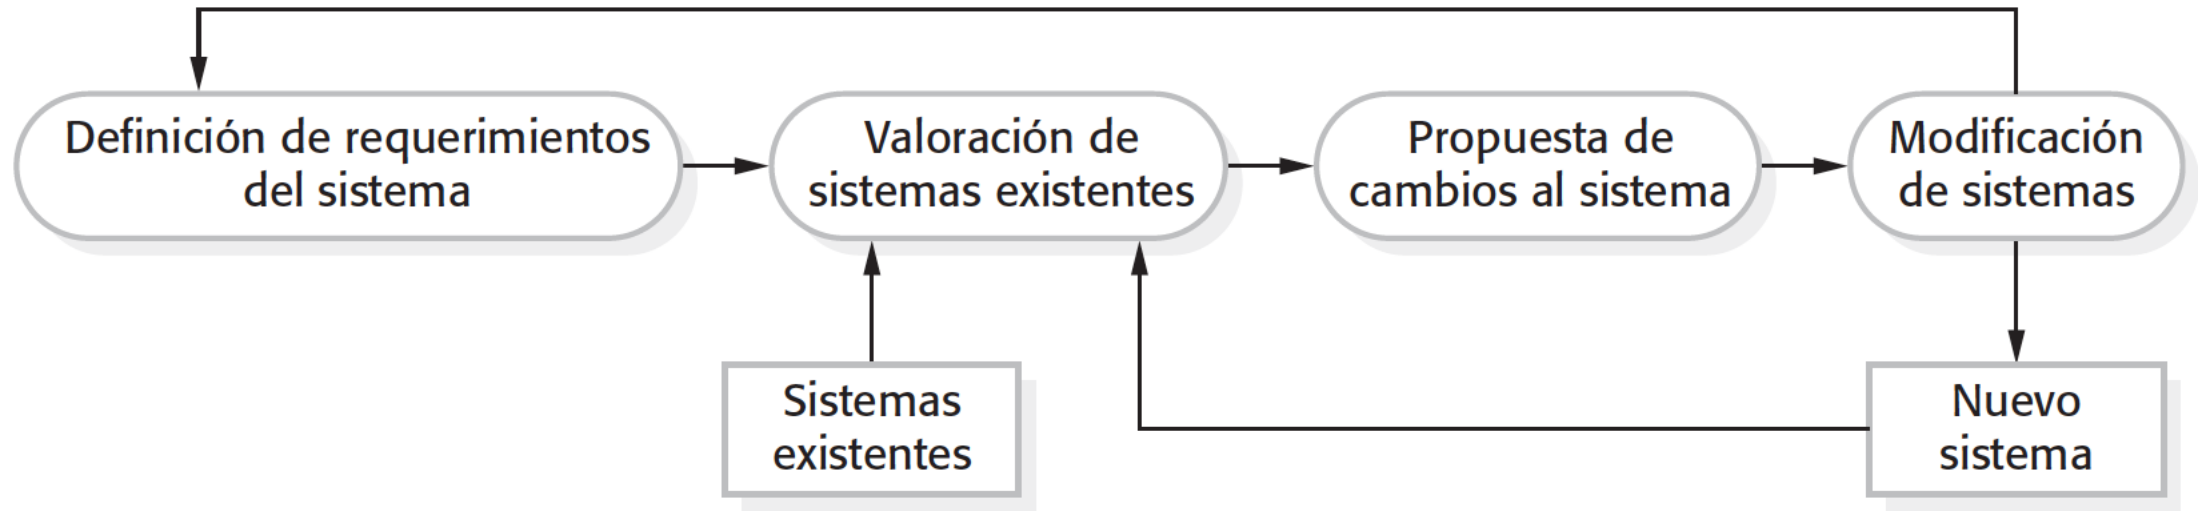 Definición de requerimientos
del sistema
Valoración de
sistemas existentes
Propuesta de
cambios al sistema
Modificación
de sistemas
Sistemas
existentes
Nuevo
sistema